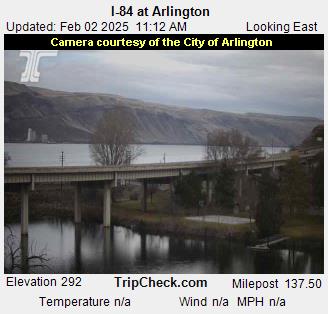 I-84 at Arlington
Updated: Feb 02 2025 11:12 AM Looking East
Camera courtesy of the City of Arlington
Elevation 292 TripCheck.com Milepost 137.50
Temperature n/a Wind n/a MPH n/a